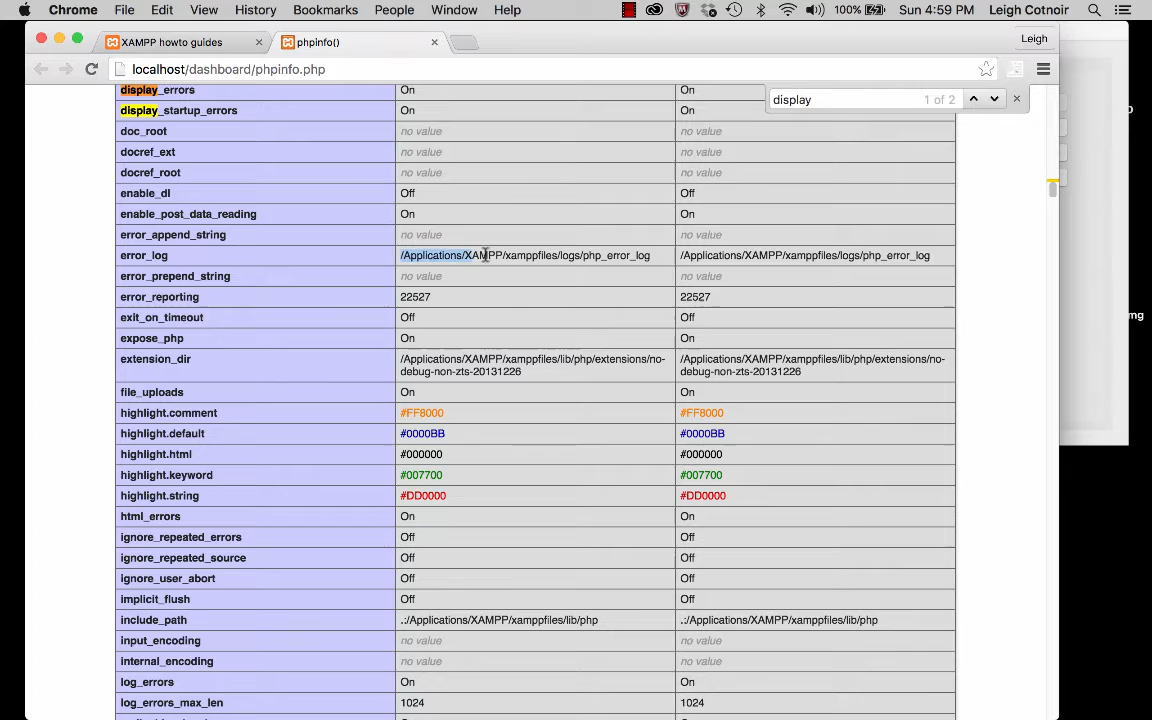 Chrome File Edit View History Bookmarks People Window Help 100% Sun 4:59 PM Leigh Cotnoir
XAMPP howto guides phpinfo() Leigh
localhost/dashboard/phpinfo.php
display 1 of 2
display_errors On On
display_startup_errors On On
doc_root no value no value
docref_ext no value no value
docref_root no value no value
enable_dl Off Off
enable_post_data_reading On On
error_append_string no value no value
error_log /Applications/XAMPP/xamppfiles/logs/php_error_log /Applications/XAMPP/xamppfiles/logs/php_error_log
error_prepend_string no value no value
error_reporting 22527 22527
mg
exit_on_timeout Off Off
expose_php On On
extension_dir /Applications/XAMPP/xamppfiles/lib/php/extensions/no- /Applications/XAMPP/xamppfiles/lib/php/extensions/no-
debug-non-zts-20131226 debug-non-zts-20131226
file_uploads On On
highlight.comment #FF8000 #FF8000
highlight.default #0000BB #0000BB
highlight.html #000000 #000000
highlight.keyword #007700 #007700
highlight.string #DD0000 #DD0000
html_errors On On
ignore_repeated_errors Off Off
ignore_repeated_source Off Off
ignore_user_abort Off Off
implicit_flush Off Off
include_path .:/Applications/XAMPP/xamppfiles/lib/php .:/Applications/XAMPP/xamppfiles/lib/php
input_encoding no value no value
internal_encoding no value no value
log_errors On On
log_errors_max_len 1024 1024